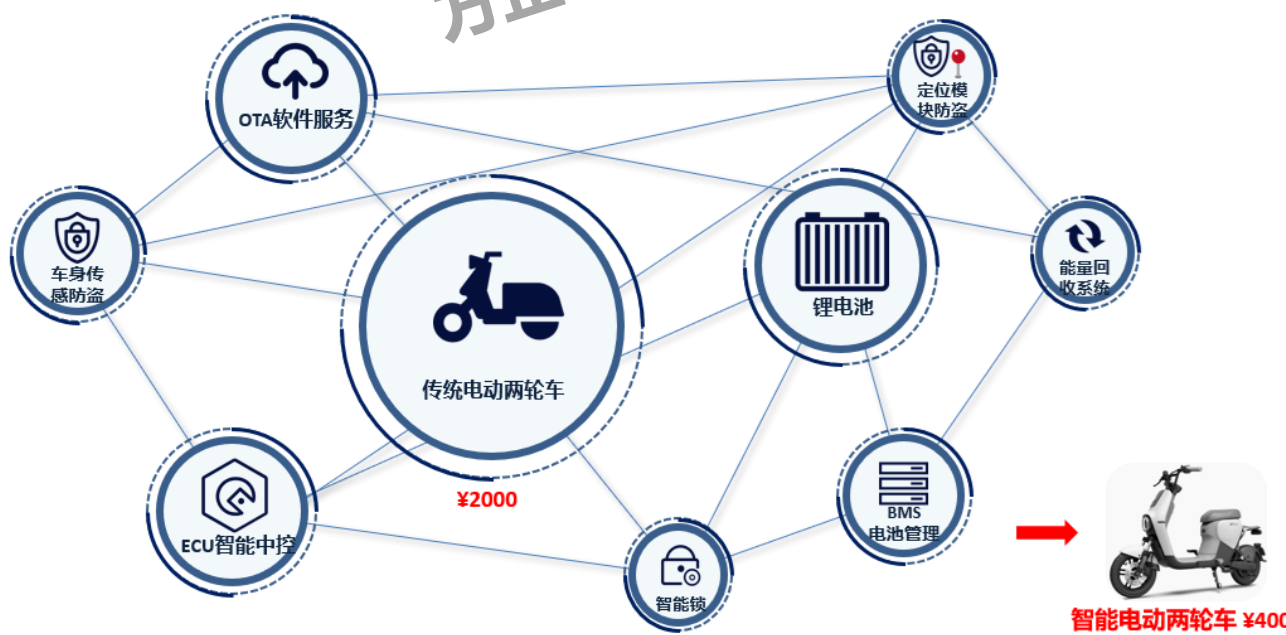 方正
OTA软件服务
定位模
块防盗
车身传
感防盗
能量回
收系统
锂电池
传统电动两轮车
¥2000
ECU智能中控
BMS
电池管理
智能锁
智能电动两轮车 ¥400